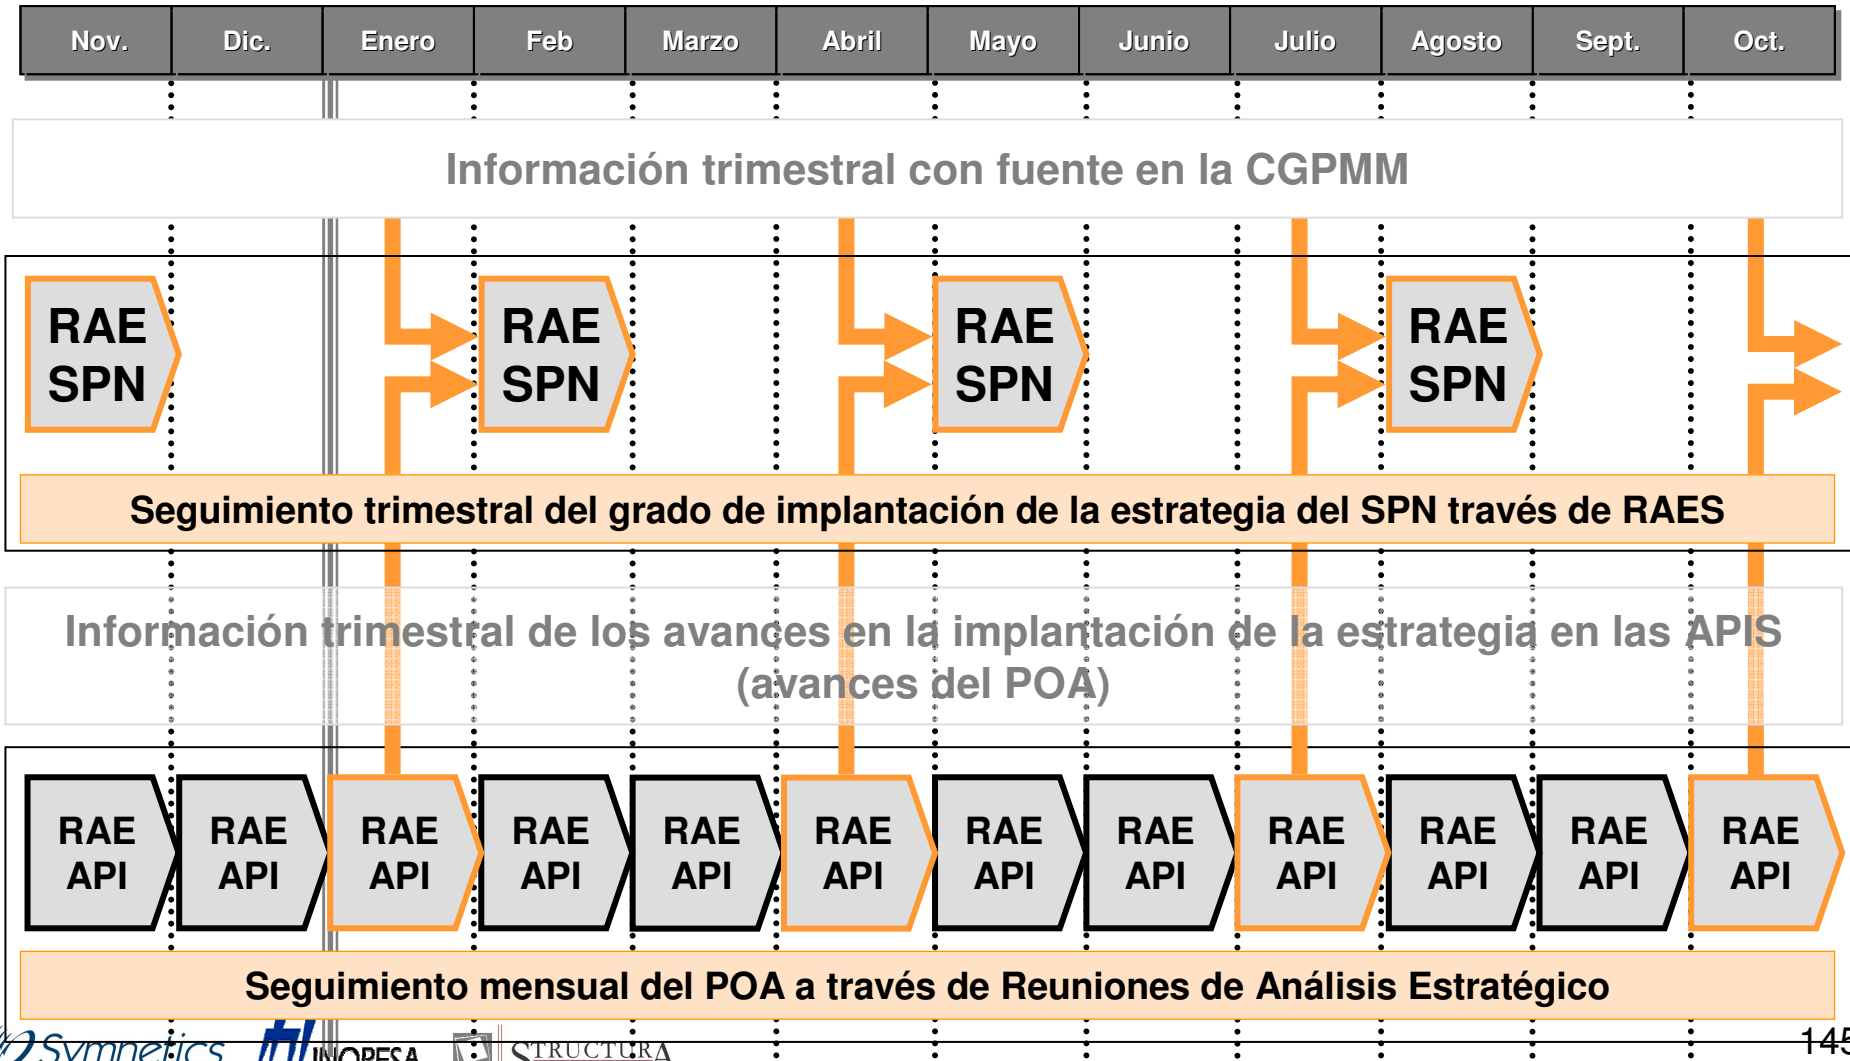 Nov. Dic. Enero Feb Marzo Abril Mayo Junio Julio Agosto Sept. Oct.
Información trimestral con fuente en la CGPMM
RAE RAE RAE RAE
SPN SPN SPN SPN
Seguimiento trimestral del grado de implantación de la estrategia del SPN través de RAES
Información trimestral de los avances en la implantación de la estrategia en las APIS
(avances del POA)
RAE RAE RAE RAE RAE RAE RAE RAE RAE RAE RAE RAE
API API API API API API API API API API API API
Seguimiento mensual del POA a través de Reuniones de Análisis Estratégico
Symnetics INOPESA STRUCTURA
145